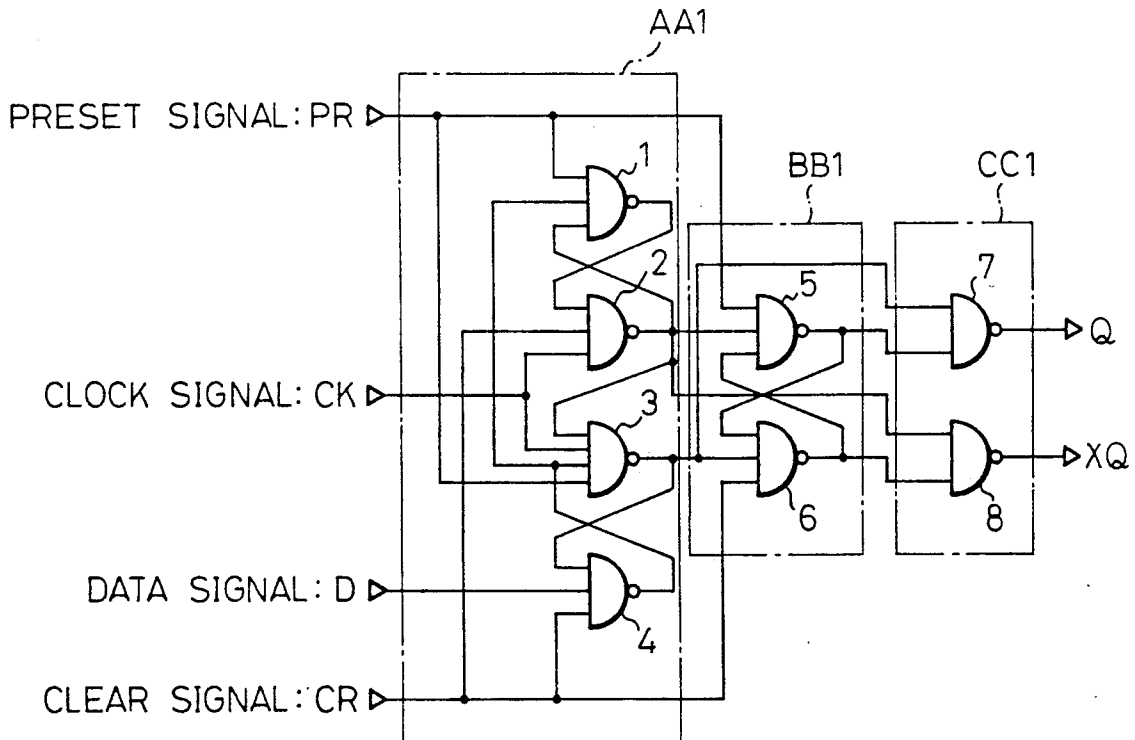 AA1
PRESET SIGNAL: PR
1
BB1
CC1
2
5
7
Q
CLOCK SIGNAL: CK
3
XQ
6
8
DATA SIGNAL: D
4
CLEAR SIGNAL: CR